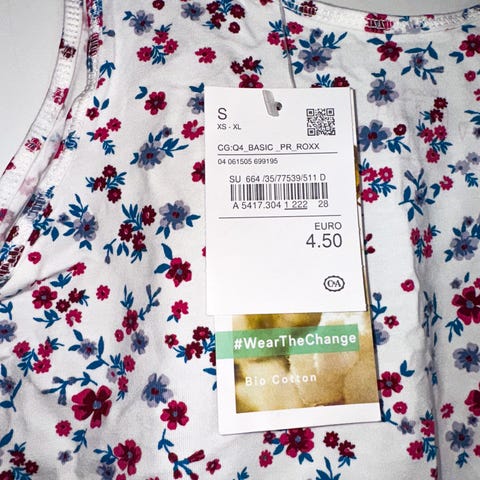 S
XS - XL
CG:Q4_BASIC _PR_ROXX
04 061505 699195
SU 664 /35/77539/511 D
A 5417.304 1 222 28
EURO
4.50
C&A
#WearTheChange
Bio Cotton